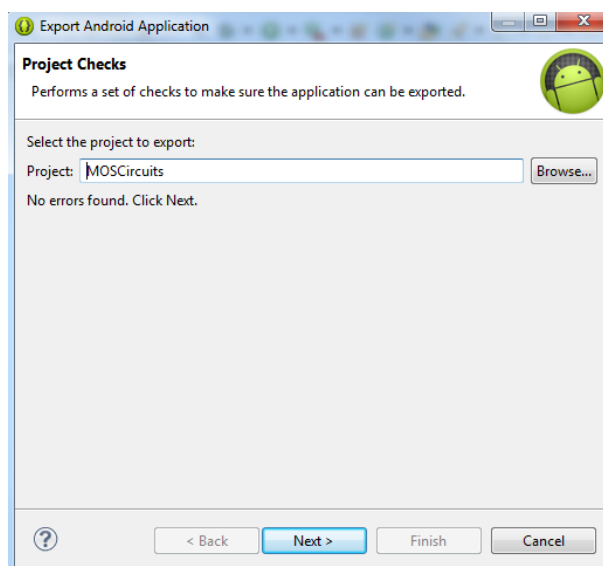 Export Android Application
Project Checks
Performs a set of checks to make sure the application can be exported.
Select the project to export:
Project: MOSCircuits Browse...
No errors found. Click Next.
? < Back Next > Finish Cancel